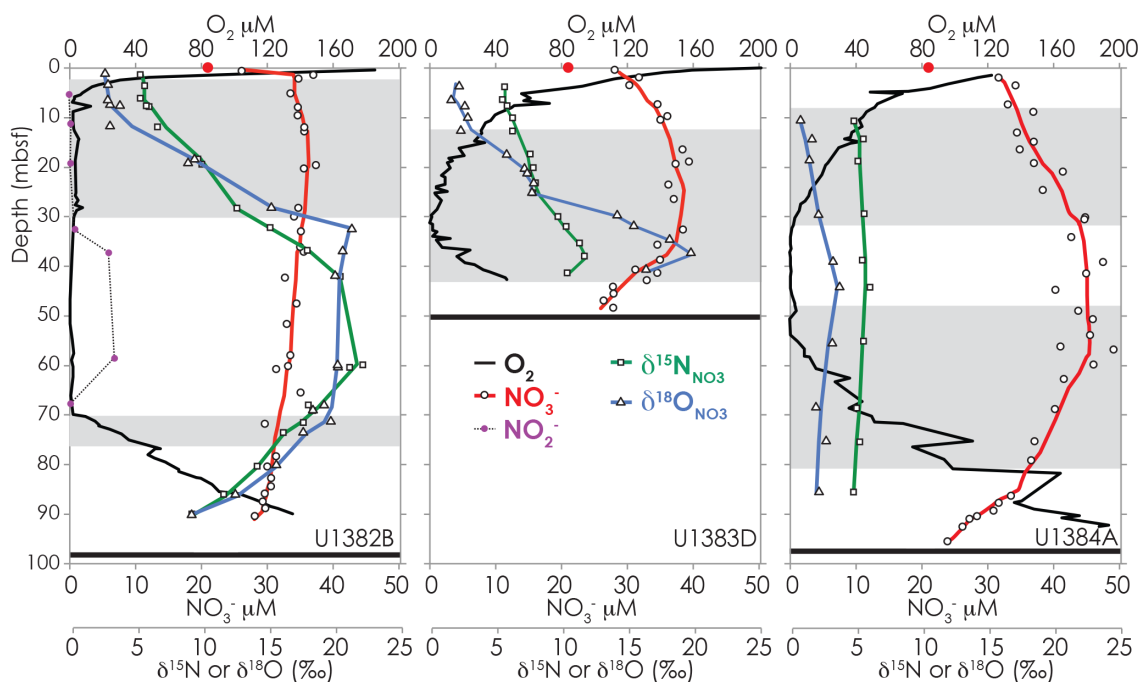 O₂ μM O₂ μM O₂ μM
0 40 80 120 160 200 0 40 80 120 160 200 0 40 80 120 160 200
Depth (mbsf)
0
10
20
30
40
50
60
70
80
90
100
O₂ δ¹⁵N_NO3
NO₃⁻ δ¹⁸O_NO3
NO₂⁻
U1382B U1383D U1384A
0 10 20 30 40 50 0 10 20 30 40 50 0 10 20 30 40 50
NO₃⁻ μM NO₃⁻ μM NO₃⁻ μM
0 5 10 15 20 25 0 5 10 15 20 25 0 5 10 15 20 25
δ¹⁵N or δ¹⁸O (‰) δ¹⁵N or δ¹⁸O (‰) δ¹⁵N or δ¹⁸O (‰)